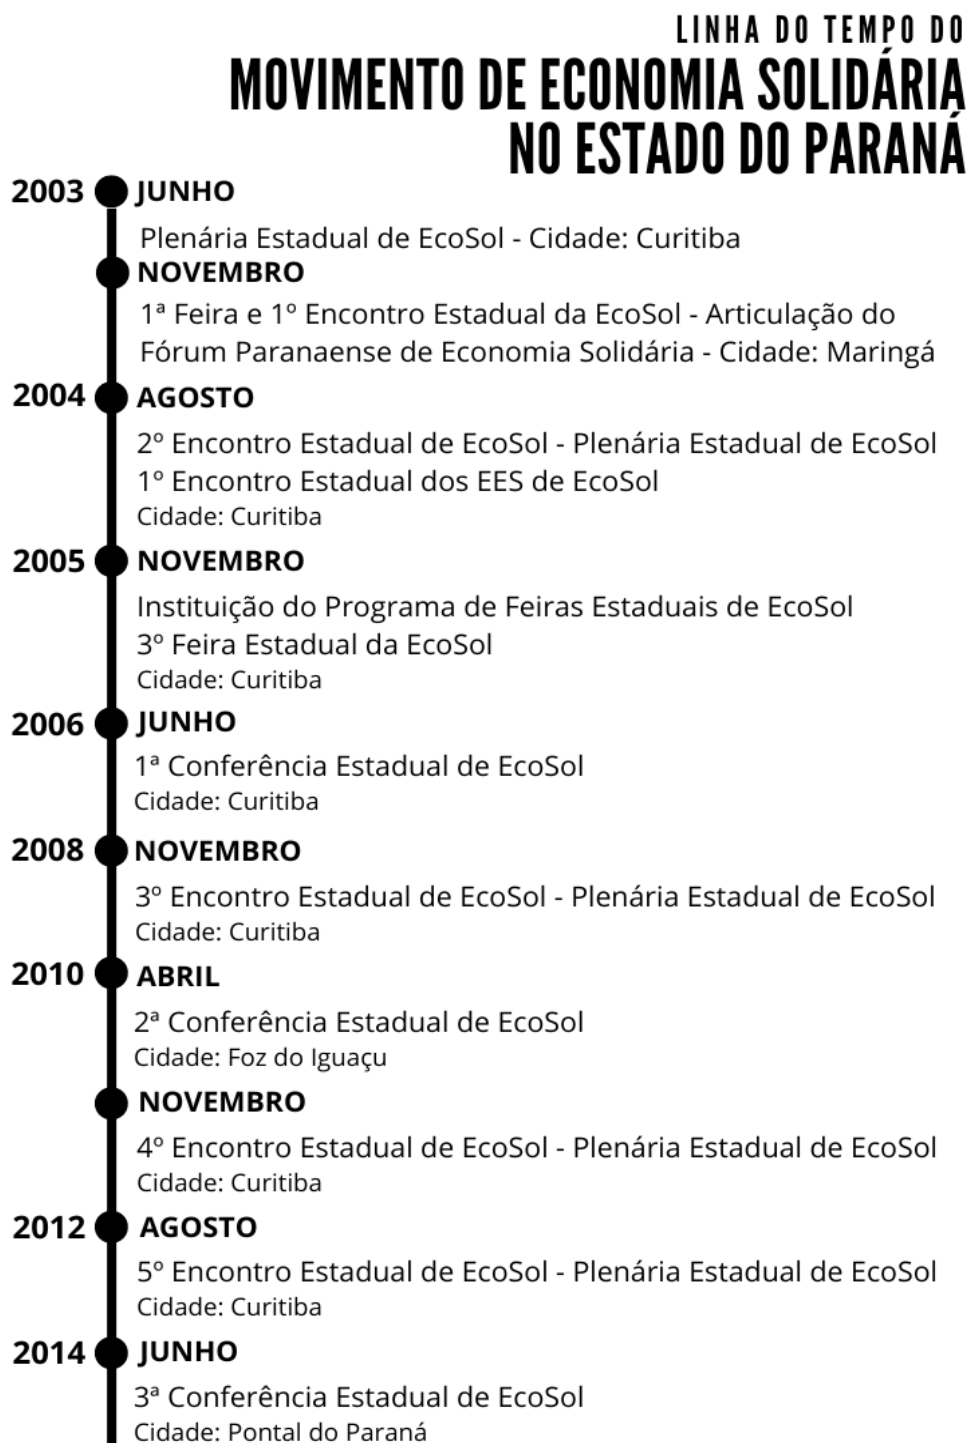 LINHA DO TEMPO DO
MOVIMENTO DE ECONOMIA SOLIDÁRIA
NO ESTADO DO PARANÁ
2003 JUNHO
Plenária Estadual de EcoSol - Cidade: Curitiba
NOVEMBRO
1ª Feira e 1º Encontro Estadual da EcoSol - Articulação do
Fórum Paranaense de Economia Solidária - Cidade: Maringá
2004 AGOSTO
2º Encontro Estadual de EcoSol - Plenária Estadual de EcoSol
1º Encontro Estadual dos EES de EcoSol
Cidade: Curitiba
2005 NOVEMBRO
Instituição do Programa de Feiras Estaduais de EcoSol
3º Feira Estadual da EcoSol
Cidade: Curitiba
2006 JUNHO
1ª Conferência Estadual de EcoSol
Cidade: Curitiba
2008 NOVEMBRO
3º Encontro Estadual de EcoSol - Plenária Estadual de EcoSol
Cidade: Curitiba
2010 ABRIL
2ª Conferência Estadual de EcoSol
Cidade: Foz do Iguaçu
NOVEMBRO
4º Encontro Estadual de EcoSol - Plenária Estadual de EcoSol
Cidade: Curitiba
2012 AGOSTO
5º Encontro Estadual de EcoSol - Plenária Estadual de EcoSol
Cidade: Curitiba
2014 JUNHO
3ª Conferência Estadual de EcoSol
Cidade: Pontal do Paraná